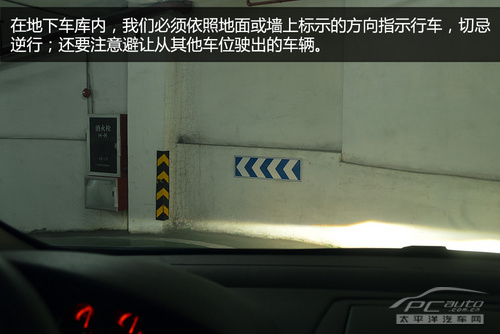 在地下车库内，我们必须依照地面或墙上标示的方向指示行车，切忌
逆行；还要注意避让从其他车位驶出的车辆。
消火栓
PCauto
.com.cn
太平洋汽车网